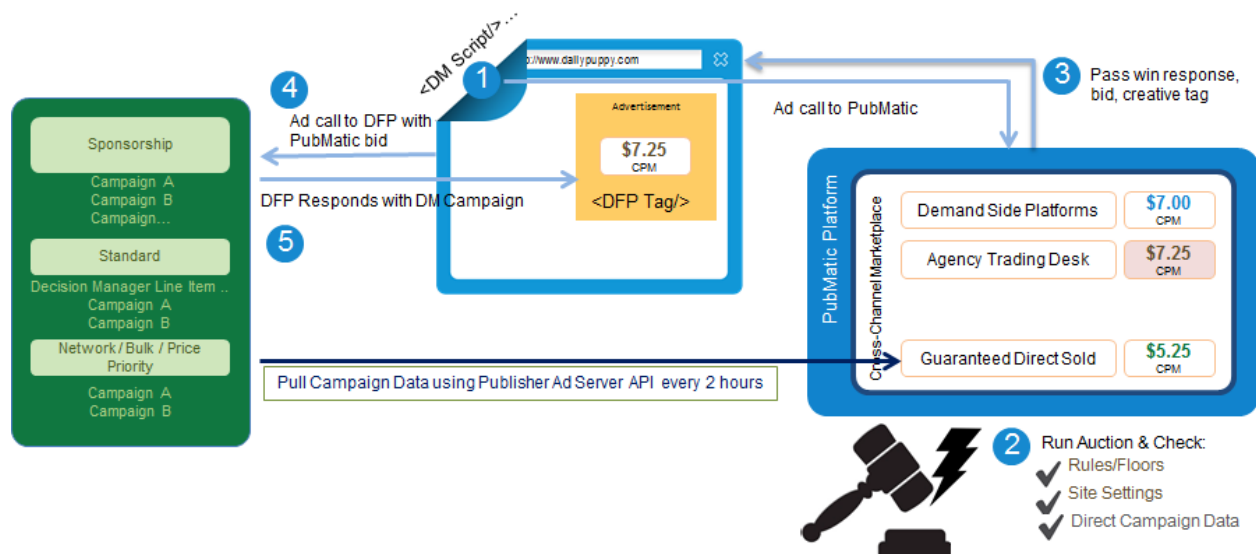 <DM Script/>...
://www.dailypuppy.com
1
Advertisement
$7.25
CPM
<DFP Tag/>
4
Ad call to DFP with
PubMatic bid
DFP Responds with DM Campaign
5
Ad call to PubMatic
3
Pass win response,
bid, creative tag
Sponsorship
Campaign A
Campaign B
Campaign...
Standard
Decision Manager Line Item ..
Campaign A
Campaign B
Network / Bulk / Price
Priority
Campaign A
Campaign B
Pull Campaign Data using Publisher Ad Server API every 2 hours
PubMatic Platform
Cross-Channel Marketplace
Demand Side Platforms
$7.00
CPM
Agency Trading Desk
$7.25
CPM
Guaranteed Direct Sold
$5.25
CPM
2
Run Auction & Check:
Rules/Floors
Site Settings
Direct Campaign Data